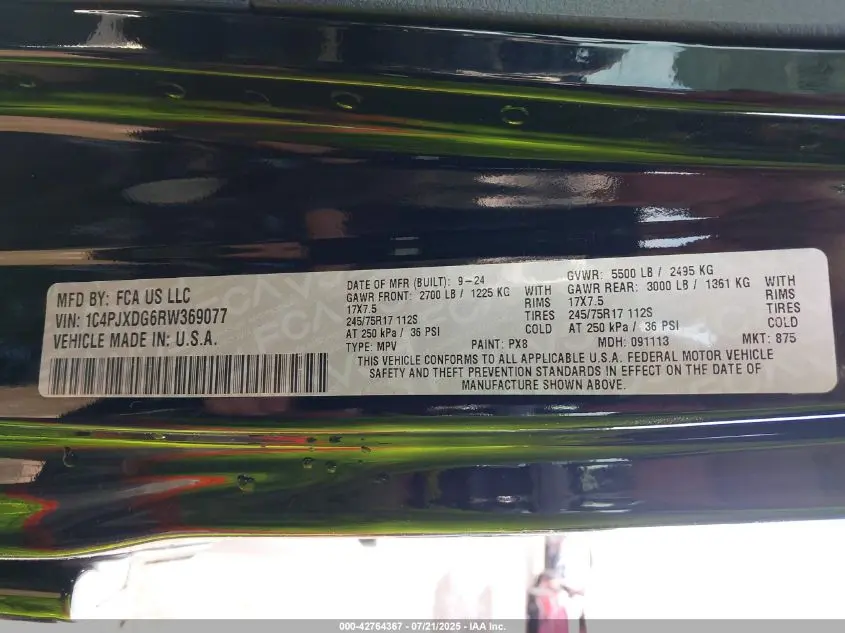 MFD BY: FCA US LLC
VIN: 1C4PJXDG6RW369077
VEHICLE MADE IN: U.S.A.
DATE OF MFR (BUILT): 9-24
GAWR FRONT: 2700 LB / 1225 KG WITH
17X7.5 RIMS
245/75R17 112S TIRES
AT 250 kPa / 36 PSI COLD
TYPE: MPV PAINT: PX8
GVWR: 5500 LB / 2495 KG
GAWR REAR: 3000 LB / 1361 KG WITH
17X7.5 RIMS
245/75R17 112S TIRES
AT 250 kPa / 36 PSI COLD
MDH: 091113 MKT: 875
THIS VEHICLE CONFORMS TO ALL APPLICABLE U.S.A. FEDERAL MOTOR VEHICLE
SAFETY AND THEFT PREVENTION STANDARDS IN EFFECT ON THE DATE OF
MANUFACTURE SHOWN ABOVE.
000-42764367 - 07/21/2025 - IAA Inc.